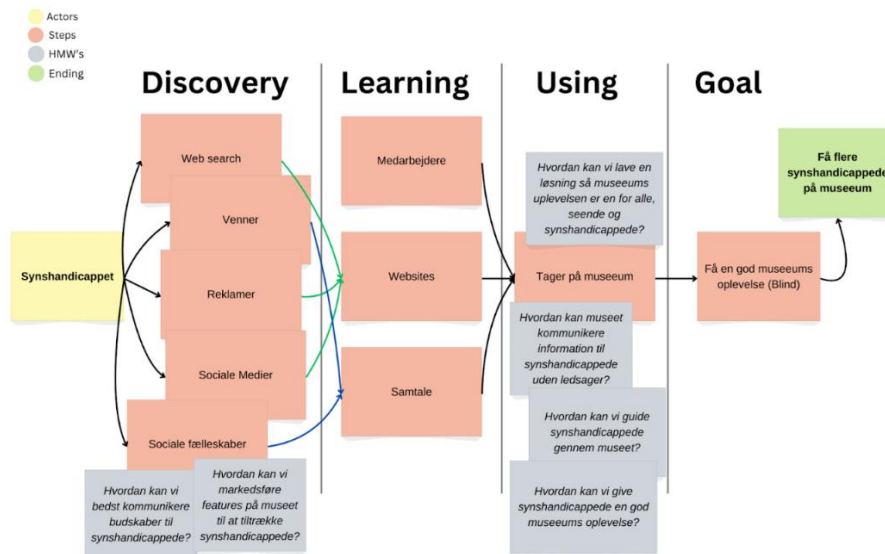 Actors
Steps
HMW's
Ending
Discovery
Learning
Using
Goal
Synshandicappet
Web search
Venner
Reklamer
Sociale Medier
Sociale fælleskaber
Hvordan kan vi
bedst kommunikere
budskaber til
synshandicappede?
Hvordan kan vi
markedsføre
features på museet
til at tiltrække
synshandicappede?
Medarbejdere
Websites
Samtale
Hvordan kan vi lave en
løsning så museeums
uplevelsen er en for alle,
seende og
synshandicappede?
Tager på museeum
Hvordan kan museet
kommunikere
information til
synshandicappede
uden ledsager?
Hvordan kan vi guide
synshandicappede
gennem museet?
Hvordan kan vi give
synshandicappede en god
museeums oplevelse?
Få en god museeums
oplevelse (Blind)
Få flere
synshandicappede
på museum